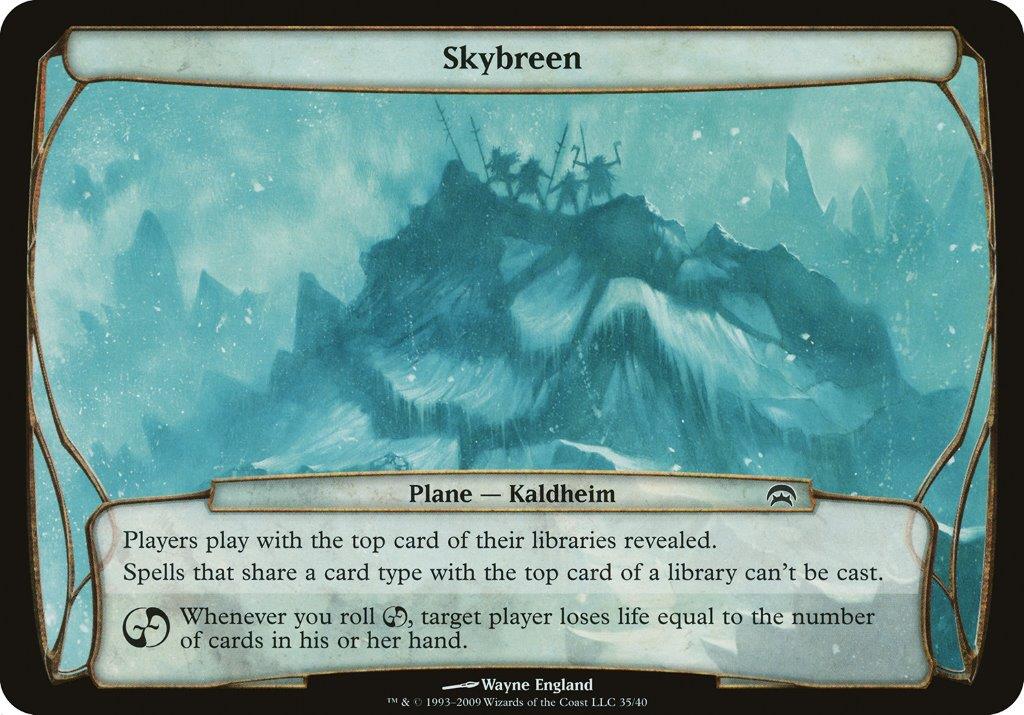 Skybreen
Plane — Kaldheim
Players play with the top card of their libraries revealed.
Spells that share a card type with the top card of a library can't be cast.
Whenever you roll , target player loses life equal to the number
of cards in his or her hand.
Wayne England
™ & © 1993–2009 Wizards of the Coast LLC 35/40